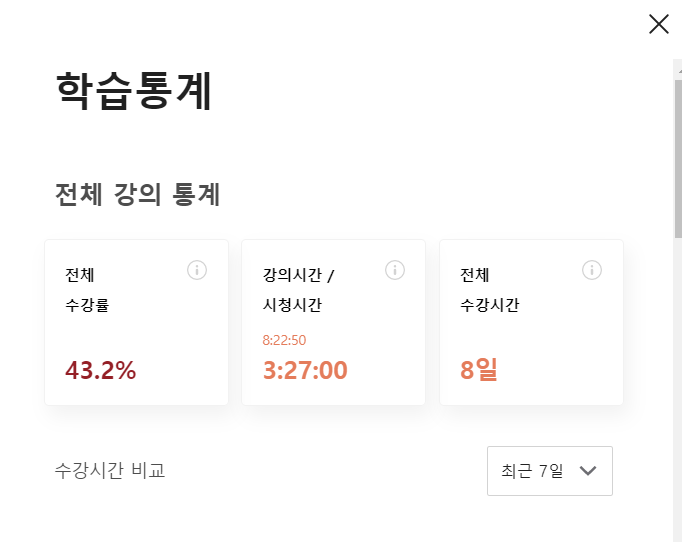 학습통계
전체 강의 통계
전체
수강률
43.2%
강의시간 /
시청시간
8:22:50
3:27:00
전체
수강시간
8일
수강시간 비교
최근 7일